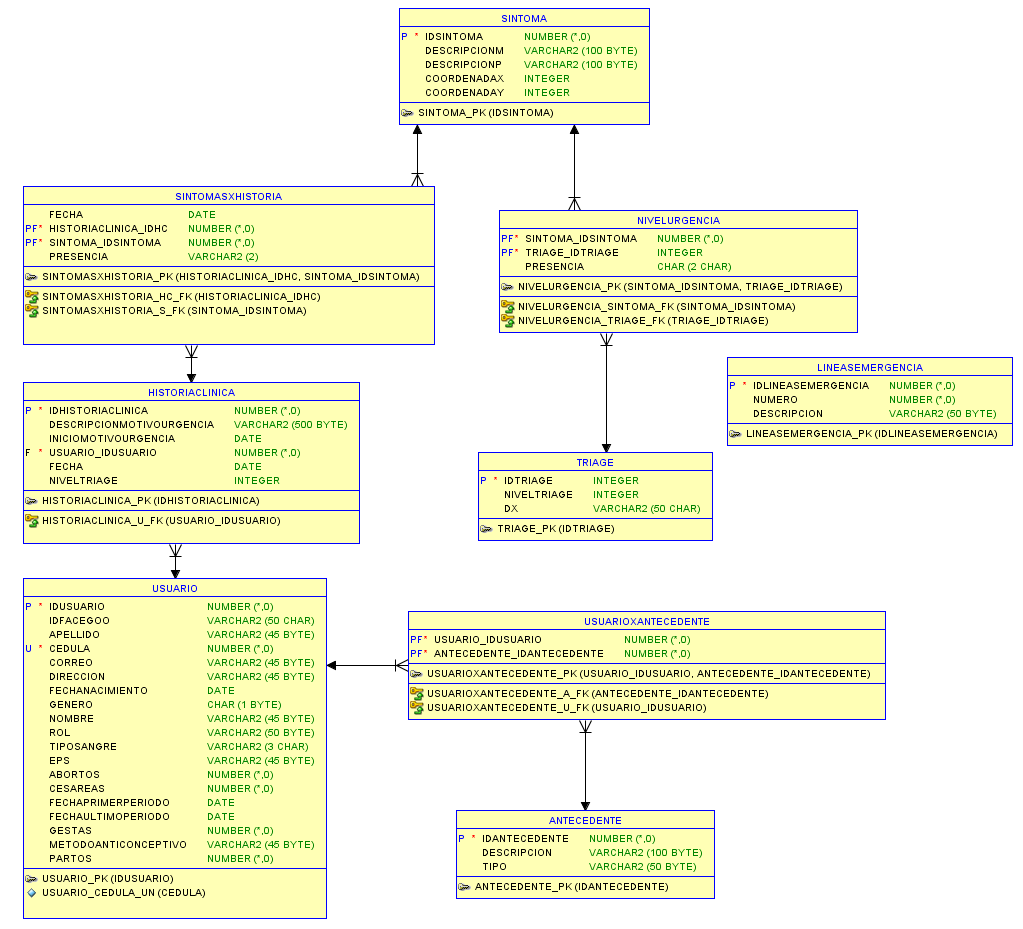 SINTOMA
P * IDSINTOMA NUMBER (*,0)
DESCRIPCIONM VARCHAR2 (100 BYTE)
DESCRIPCIONP VARCHAR2 (100 BYTE)
COORDENADAX INTEGER
COORDENADAY INTEGER
SINTOMA_PK (IDSINTOMA)
SINTOMASXHISTORIA
FECHA DATE
PF* HISTORIACLINICA_IDHC NUMBER (*,0)
PF* SINTOMA_IDSINTOMA NUMBER (*,0)
PRESENCIA VARCHAR2 (2)
SINTOMASXHISTORIA_PK (HISTORIACLINICA_IDHC, SINTOMA_IDSINTOMA)
SINTOMASXHISTORIA_HC_FK (HISTORIACLINICA_IDHC)
SINTOMASXHISTORIA_S_FK (SINTOMA_IDSINTOMA)
NIVELURGENCIA
PF* SINTOMA_IDSINTOMA NUMBER (*,0)
PF* TRIAGE_IDTRIAGE INTEGER
PRESENCIA CHAR (2 CHAR)
NIVELURGENCIA_PK (SINTOMA_IDSINTOMA, TRIAGE_IDTRIAGE)
NIVELURGENCIA_SINTOMA_FK (SINTOMA_IDSINTOMA)
NIVELURGENCIA_TRIAGE_FK (TRIAGE_IDTRIAGE)
LINEASEMERGENCIA
P * IDLINEASEMERGENCIA NUMBER (*,0)
NUMERO NUMBER (*,0)
DESCRIPCION VARCHAR2 (50 BYTE)
LINEASEMERGENCIA_PK (IDLINEASEMERGENCIA)
HISTORIACLINICA
P * IDHISTORIACLINICA NUMBER (*,0)
DESCRIPCIONMOTIVOURGENCIA VARCHAR2 (500 BYTE)
INICIOMOTIVOURGENCIA DATE
F * USUARIO_IDUSUARIO NUMBER (*,0)
FECHA DATE
NIVELTRIAGE INTEGER
HISTORIACLINICA_PK (IDHISTORIACLINICA)
HISTORIACLINICA_U_FK (USUARIO_IDUSUARIO)
TRIAGE
P * IDTRIAGE INTEGER
NIVELTRIAGE INTEGER
DX VARCHAR2 (50 CHAR)
TRIAGE_PK (IDTRIAGE)
USUARIO
P * IDUSUARIO NUMBER (*,0)
IDFACEGOO VARCHAR2 (50 CHAR)
APELLIDO VARCHAR2 (45 BYTE)
U * CEDULA NUMBER (*,0)
CORREO VARCHAR2 (45 BYTE)
DIRECCION VARCHAR2 (45 BYTE)
FECHANACIMIENTO DATE
GENERO CHAR (1 BYTE)
NOMBRE VARCHAR2 (45 BYTE)
ROL VARCHAR2 (50 BYTE)
TIPOSANGRE VARCHAR2 (3 CHAR)
EPS VARCHAR2 (45 BYTE)
ABORTOS NUMBER (*,0)
CESAREAS NUMBER (*,0)
FECHAPRIMERPERIODO DATE
FECHAULTIMOPERIODO DATE
GESTAS NUMBER (*,0)
METODOANTICONCEPTIVO VARCHAR2 (45 BYTE)
PARTOS NUMBER (*,0)
USUARIO_PK (IDUSUARIO)
USUARIO_CEDULA_UN (CEDULA)
USUARIOXANTECEDENTE
PF* USUARIO_IDUSUARIO NUMBER (*,0)
PF* ANTECEDENTE_IDANTECEDENTE NUMBER (*,0)
USUARIOXANTECEDENTE_PK (USUARIO_IDUSUARIO, ANTECEDENTE_IDANTECEDENTE)
USUARIOXANTECEDENTE_A_FK (ANTECEDENTE_IDANTECEDENTE)
USUARIOXANTECEDENTE_U_FK (USUARIO_IDUSUARIO)
ANTECEDENTE
P * IDANTECEDENTE NUMBER (*,0)
DESCRIPCION VARCHAR2 (100 BYTE)
TIPO VARCHAR2 (50 BYTE)
ANTECEDENTE_PK (IDANTECEDENTE)